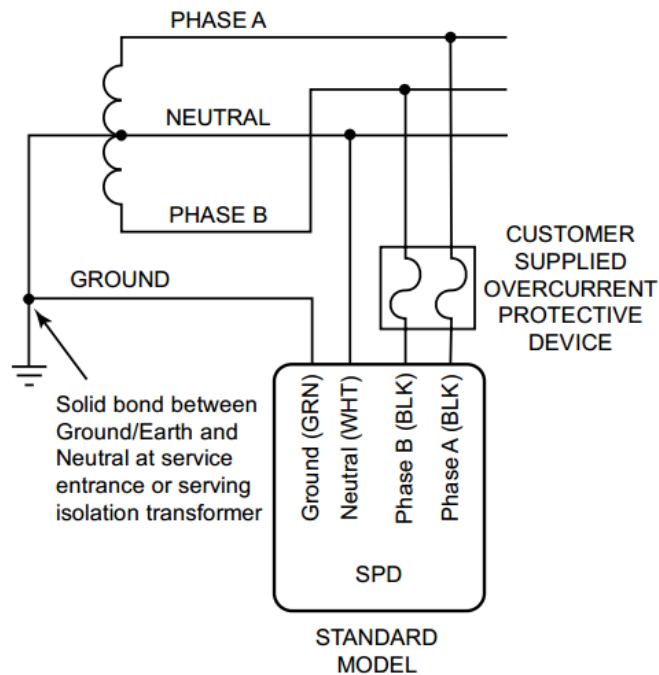 PHASE A
NEUTRAL
PHASE B
GROUND
CUSTOMER
SUPPLIED
OVERCURRENT
PROTECTIVE
DEVICE
Solid bond between
Ground/Earth and
Neutral at service
entrance or serving
isolation transformer
Ground (GRN)
Neutral (WHT)
Phase B (BLK)
Phase A (BLK)
SPD
STANDARD
MODEL